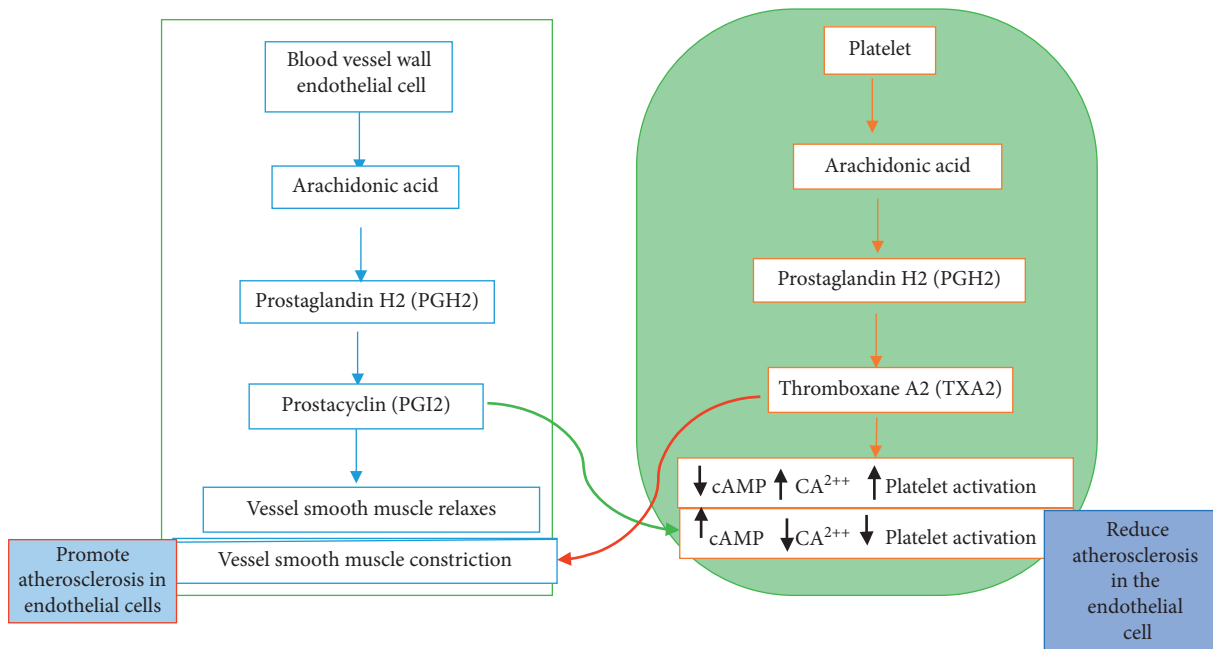 Blood vessel wall
endothelial cell
Arachidonic acid
Prostaglandin H2 (PGH2)
Prostacyclin (PGI2)
Vessel smooth muscle relaxes
Vessel smooth muscle constriction
Promote
atherosclerosis in
endothelial cells
Platelet
Arachidonic acid
Prostaglandin H2 (PGH2)
Thromboxane A2 (TXA2)
↓ cAMP ↑ CA²⁺⁺ ↑ Platelet activation
↑ cAMP ↓ CA²⁺⁺ ↓ Platelet activation
Reduce
atherosclerosis
in the
endothelial
cell